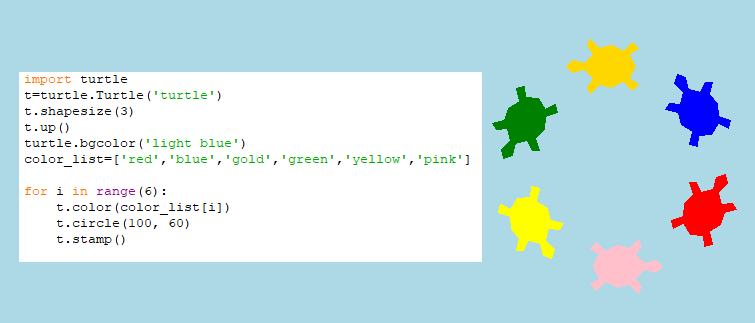 import turtle
t=turtle.Turtle('turtle')
t.shapesize(3)
t.up()
turtle.bgcolor('light blue')
color_list=['red','blue','gold','green','yellow','pink']
for i in range(6):
    t.color(color_list[i])
    t.circle(100, 60)
    t.stamp()